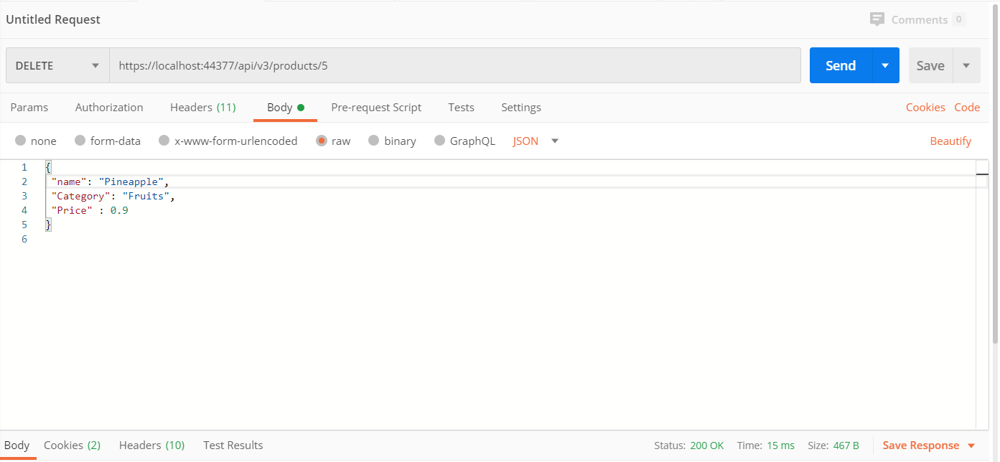 Untitled Request Comments 0
DELETE https://localhost:44377/api/v3/products/5 Send Save
Params Authorization Headers (11) Body Pre-request Script Tests Settings Cookies Code
none form-data x-www-form-urlencoded raw binary GraphQL JSON Beautify
1 {
2 "name": "Pineapple",
3 "Category": "Fruits",
4 "Price" : 0.9
5 }
6
Body Cookies (2) Headers (10) Test Results Status: 200 OK Time: 15 ms Size: 467 B Save Response